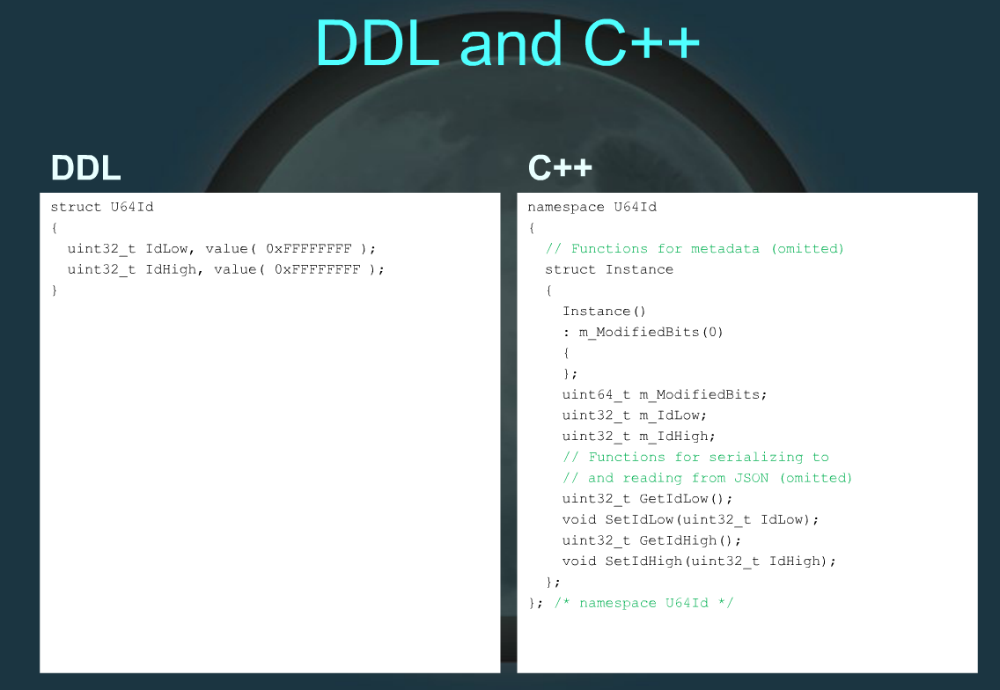 DDL and C++
DDL
struct U64Id
{
  uint32_t IdLow, value( 0xFFFFFFFF );
  uint32_t IdHigh, value( 0xFFFFFFFF );
}
C++
namespace U64Id
{
  // Functions for metadata (omitted)
  struct Instance
  {
    Instance()
    : m_ModifiedBits(0)
    {
    };
    uint64_t m_ModifiedBits;
    uint32_t m_IdLow;
    uint32_t m_IdHigh;
    // Functions for serializing to
    // and reading from JSON (omitted)
    uint32_t GetIdLow();
    void SetIdLow(uint32_t IdLow);
    uint32_t GetIdHigh();
    void SetIdHigh(uint32_t IdHigh);
  };
}; /* namespace U64Id */